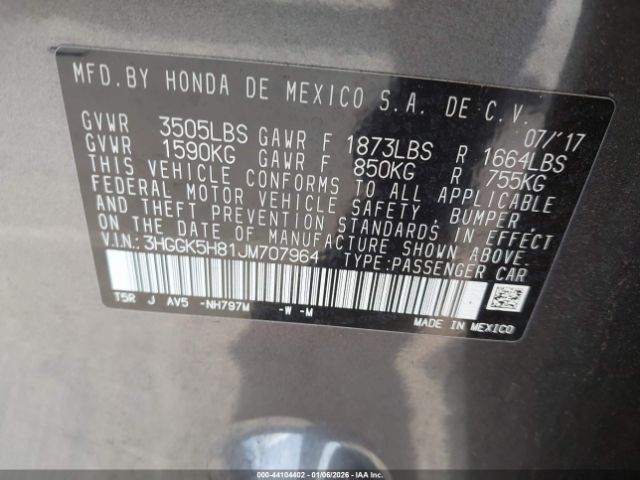 MFD.BY HONDA DE MEXICO S.A. DE C.V.
07/'17
GVWR 3505LBS GAWR F 1873LBS R 1664LBS
GVWR 1590KG GAWR F 850KG R 755KG
THIS VEHICLE CONFORMS TO ALL APPLICABLE
FEDERAL MOTOR VEHICLE SAFETY BUMPER,
AND THEFT PREVENTION STANDARDS IN EFFECT
ON THE DATE OF MANUFACTURE SHOWN ABOVE.
V.I.N.: 3HGGK5H81JM707964 TYPE:PASSENGER CAR
T5R J AV5 -NH797M -W -M
MADE IN MEXICO
000-44104402 - 01/06/2026 - IAAI.COM